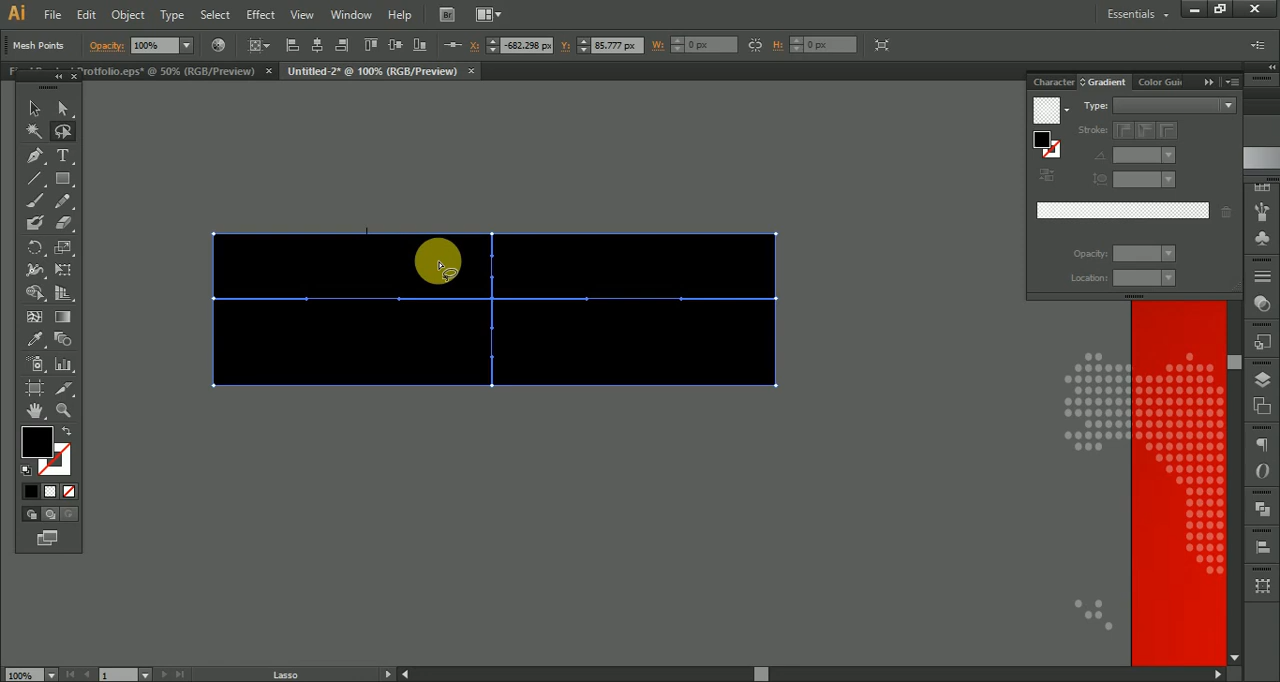 Ai File Edit Object Type Select Effect View Window Help Br Essentials
Mesh Points Opacity: 100% X: -682.298 px Y: 85.777 px W: 0 px H: 0 px
Protfolio.eps* @ 50% (RGB/Preview) × Untitled-2* @ 100% (RGB/Preview) ×
Character Gradient Color Gui
Type:
Stroke:
Opacity:
Location:
100% 1 Lasso